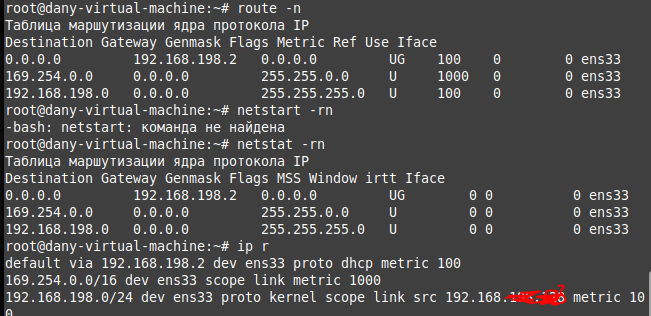 root@dany-virtual-machine:~# route -n
Таблица маршутизации ядра протокола IP
Destination Gateway Genmask Flags Metric Ref Use Iface
0.0.0.0 192.168.198.2 0.0.0.0 UG 100 0 0 ens33
169.254.0.0 0.0.0.0 255.255.0.0 U 1000 0 0 ens33
192.168.198.0 0.0.0.0 255.255.255.0 U 100 0 0 ens33
root@dany-virtual-machine:~# netstart -rn
-bash: netstart: команда не найдена
root@dany-virtual-machine:~# netstat -rn
Таблица маршутизации ядра протокола IP
Destination Gateway Genmask Flags MSS Window irtt Iface
0.0.0.0 192.168.198.2 0.0.0.0 UG 0 0 0 ens33
169.254.0.0 0.0.0.0 255.255.0.0 U 0 0 0 ens33
192.168.198.0 0.0.0.0 255.255.255.0 U 0 0 0 ens33
root@dany-virtual-machine:~# ip r
default via 192.168.198.2 dev ens33 proto dhcp metric 100
169.254.0.0/16 dev ens33 scope link metric 1000
192.168.198.0/24 dev ens33 proto kernel scope link src 192.168. metric 10
0